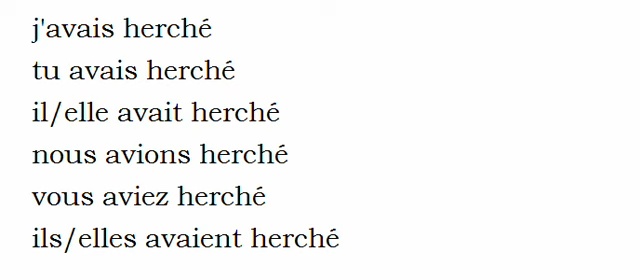 j'avais herché
tu avais herché
il/elle avait herché
nous avions herché
vous aviez herché
ils/elles avaient herché